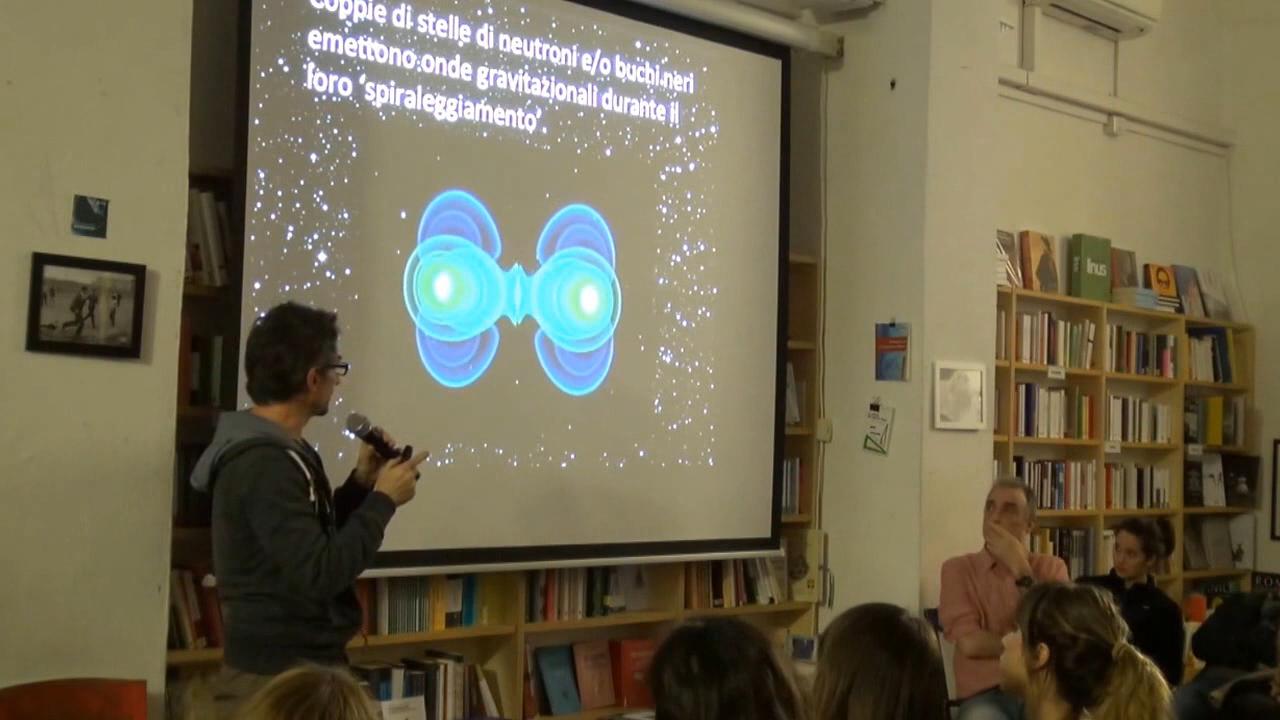 Coppie di stelle di neutroni e/o buchi neri
emettono onde gravitazionali durante il
loro ‘spiraleggiamento’.
linus